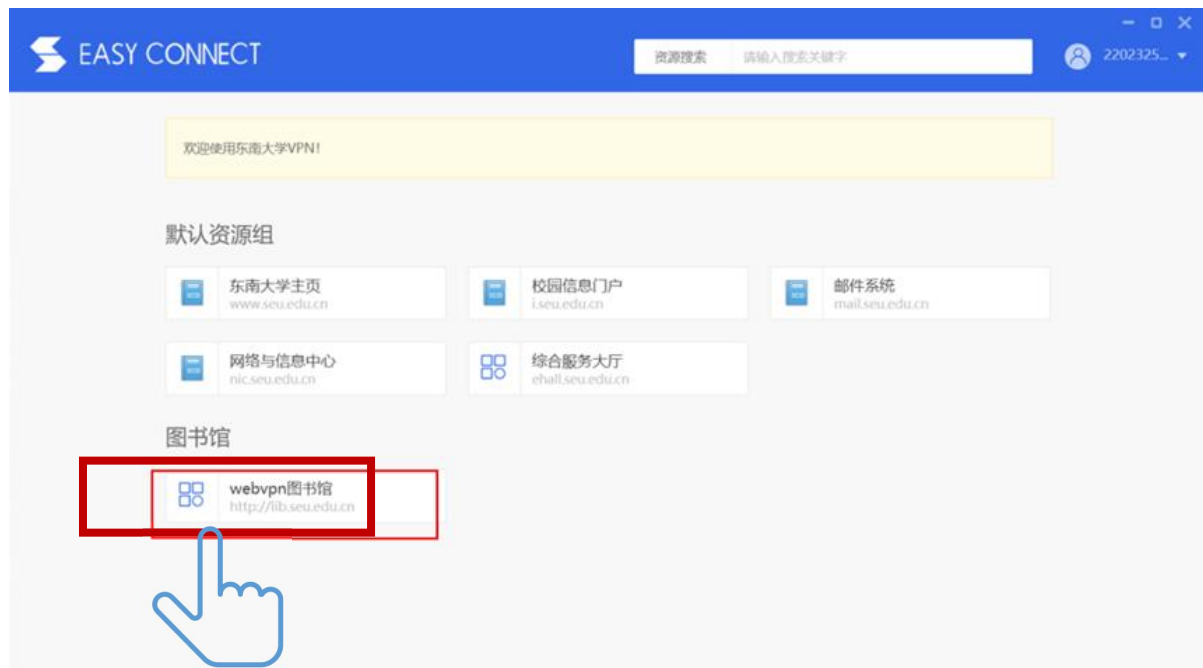 EASY CONNECT
资源搜索 请输入搜索关键字
2202325...
欢迎使用东南大学VPN!
默认资源组
东南大学主页
www.seu.edu.cn
校园信息门户
i.seu.edu.cn
邮件系统
mail.seu.edu.cn
网络与信息中心
nic.seu.edu.cn
综合服务大厅
ehall.seu.edu.cn
图书馆
webvpn图书馆
http://lib.seu.edu.cn